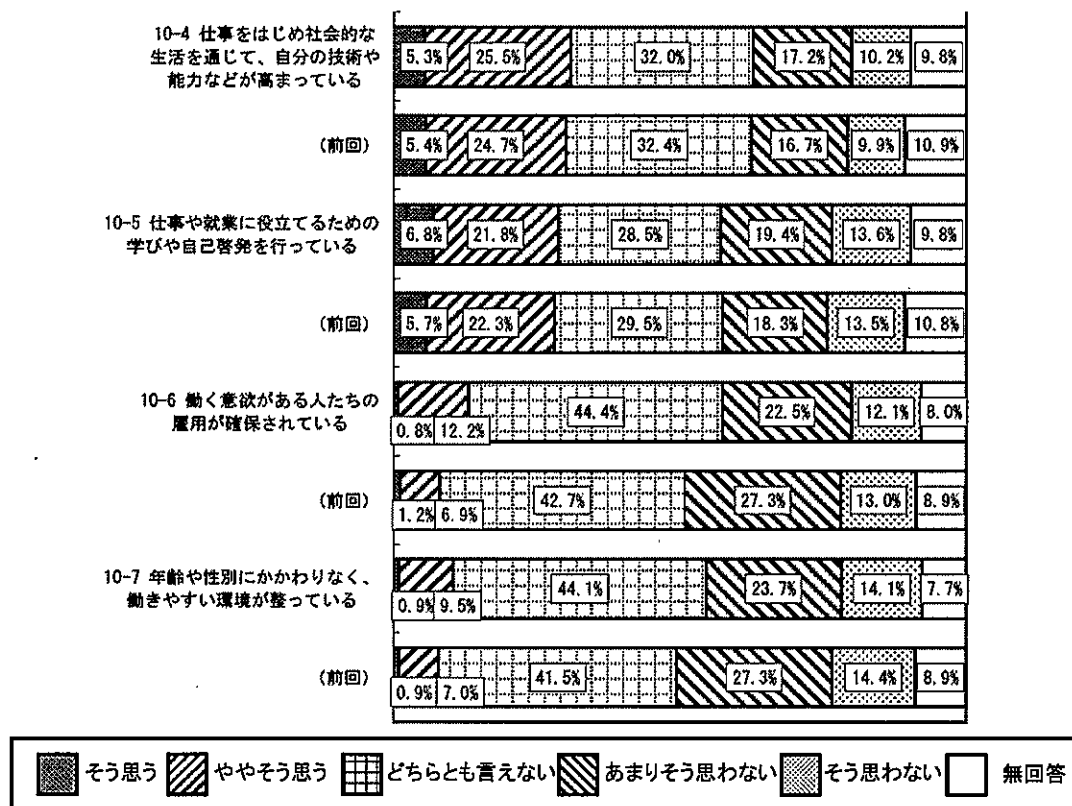 10-4 仕事をはじめ社会的な
生活を通じて、自分の技術や
能力などが高まっている
5.3% 25.5% 32.0% 17.2% 10.2% 9.8%
(前回)
5.4% 24.7% 32.4% 16.7% 9.9% 10.9%
10-5 仕事や就業に役立てるための
学びや自己啓発を行っている
6.8% 21.8% 28.5% 19.4% 13.6% 9.8%
(前回)
5.7% 22.3% 29.5% 18.3% 13.5% 10.8%
10-6 働く意欲がある人たちの
雇用が確保されている
0.8% 12.2% 44.4% 22.5% 12.1% 8.0%
(前回)
1.2% 6.9% 42.7% 27.3% 13.0% 8.9%
10-7 年齢や性別にかかわりなく、
働きやすい環境が整っている
0.9% 9.5% 44.1% 23.7% 14.1% 7.7%
(前回)
0.9% 7.0% 41.5% 27.3% 14.4% 8.9%
そう思う ややそう思う どちらとも言えない あまりそう思わない そう思わない 無回答